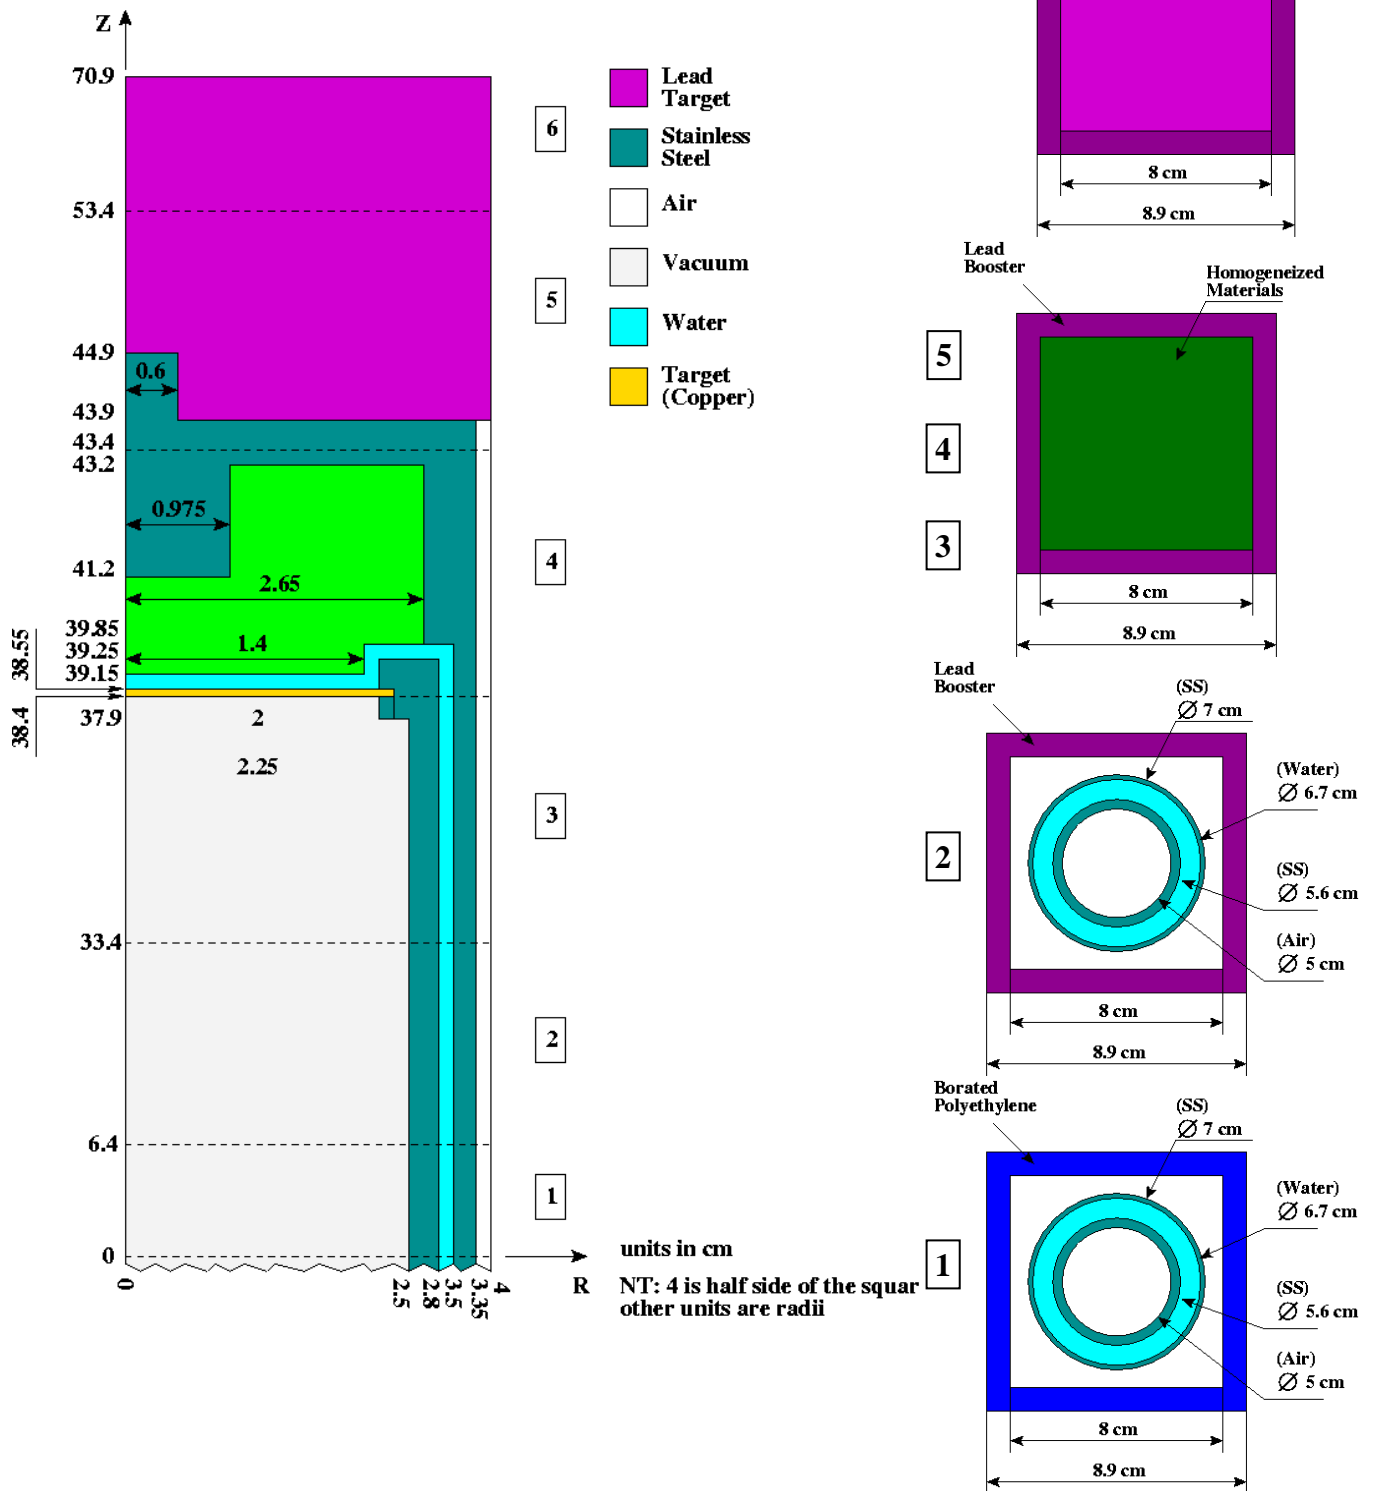 Z
70.9
53.4
44.9
0.6
43.9
43.4
43.2
0.975
41.2
2.65
39.85
39.25
1.4
39.15
38.55
38.4
37.9
2
2.25
33.4
6.4
0
0
2.5
2.8
3.5
3.35
4
R
units in cm
NT: 4 is half side of the squar
other units are radii
6
5
4
3
2
1
Lead
Target
Stainless
Steel
Air
Vacuum
Water
Target
(Copper)
8 cm
8.9 cm
Lead
Booster
Homogeneized
Materials
5
4
3
8 cm
8.9 cm
Lead
Booster
(SS)
∅ 7 cm
(Water)
∅ 6.7 cm
2
(SS)
∅ 5.6 cm
(Air)
∅ 5 cm
8 cm
8.9 cm
Borated
Polyethylene
(SS)
∅ 7 cm
(Water)
∅ 6.7 cm
1
(SS)
∅ 5.6 cm
(Air)
∅ 5 cm
8 cm
8.9 cm